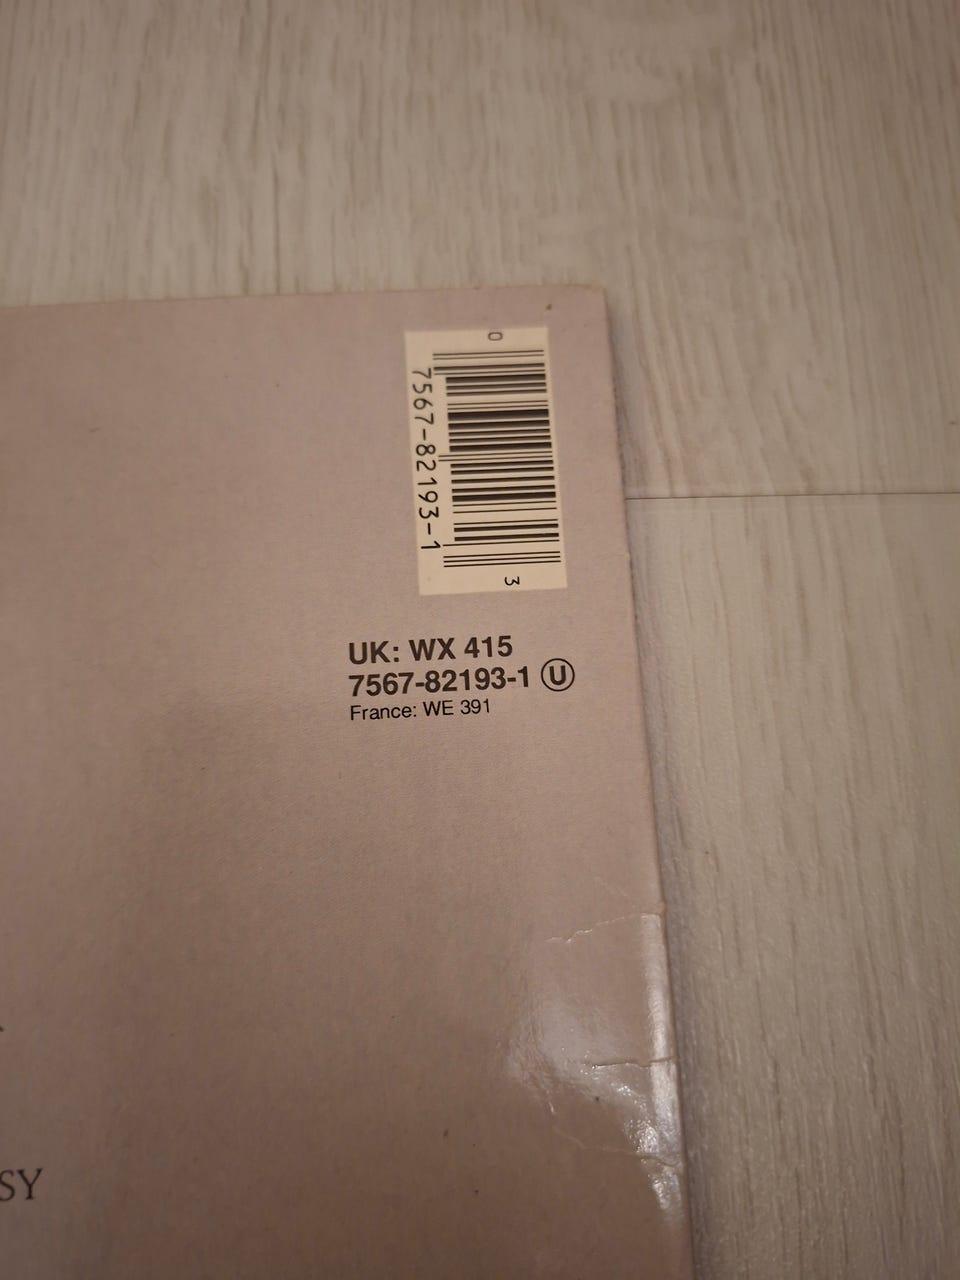 0
7567-82193-1
3
UK: WX 415
7567-82193-1 Ⓤ
France: WE 391
SY